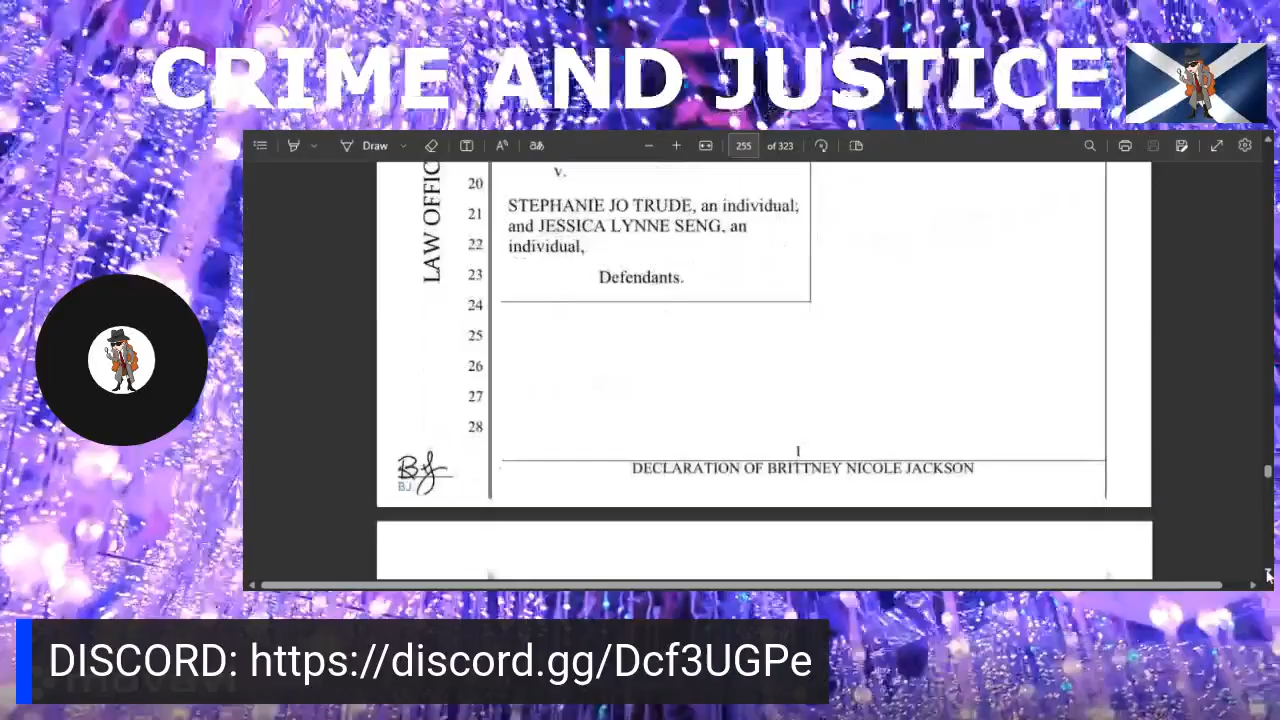 CRIME AND JUSTICE
Draw
255 of 323
LAW OFFIC
v.
20
STEPHANIE JO TRUDE, an individual;
21
and JESSICA LYNNE SENG, an
22
individual,
23
Defendants.
24
25
26
27
28
1
DECLARATION OF BRITTNEY NICOLE JACKSON
BJ
BJ
DISCORD: https://discord.gg/Dcf3UGPe